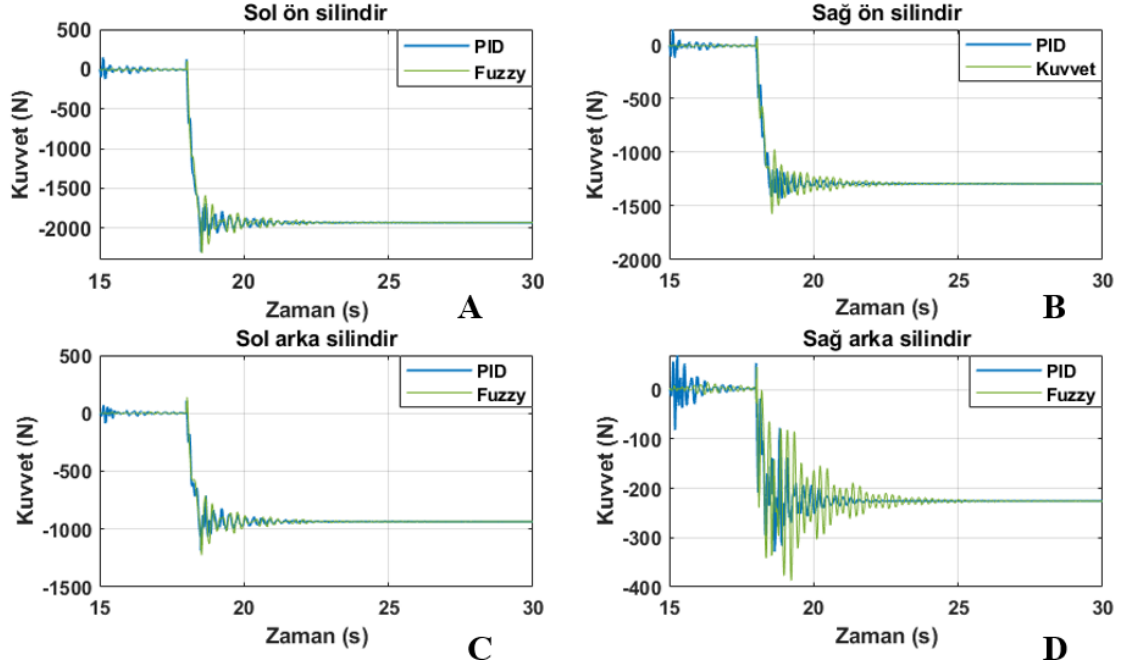 Sol ön silindir
500
0
-500
-1000
-1500
-2000
Kuvvet (N)
PID
Fuzzy
15 20 25 30
Zaman (s)
A
Sağ ön silindir
0
-500
-1000
-1500
-2000
Kuvvet (N)
PID
Kuvvet
15 20 25 30
Zaman (s)
B
Sol arka silindir
500
0
-500
-1000
-1500
Kuvvet (N)
PID
Fuzzy
15 20 25 30
Zaman (s)
C
Sağ arka silindir
0
-100
-200
-300
-400
Kuvvet (N)
PID
Fuzzy
15 20 25 30
Zaman (s)
D